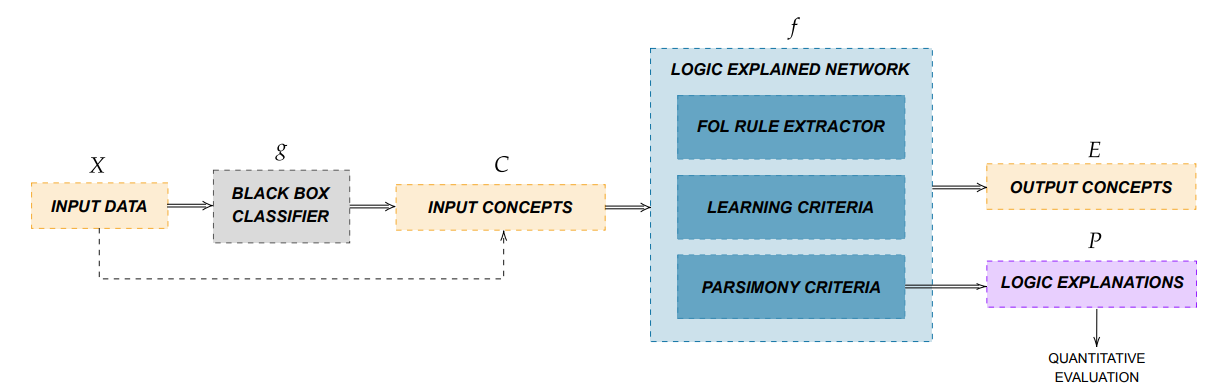 f
LOGIC EXPLAINED NETWORK
FOL RULE EXTRACTOR
LEARNING CRITERIA
PARSIMONY CRITERIA
X
INPUT DATA
g
BLACK BOX
CLASSIFIER
C
INPUT CONCEPTS
E
OUTPUT CONCEPTS
P
LOGIC EXPLANATIONS
QUANTITATIVE
EVALUATION